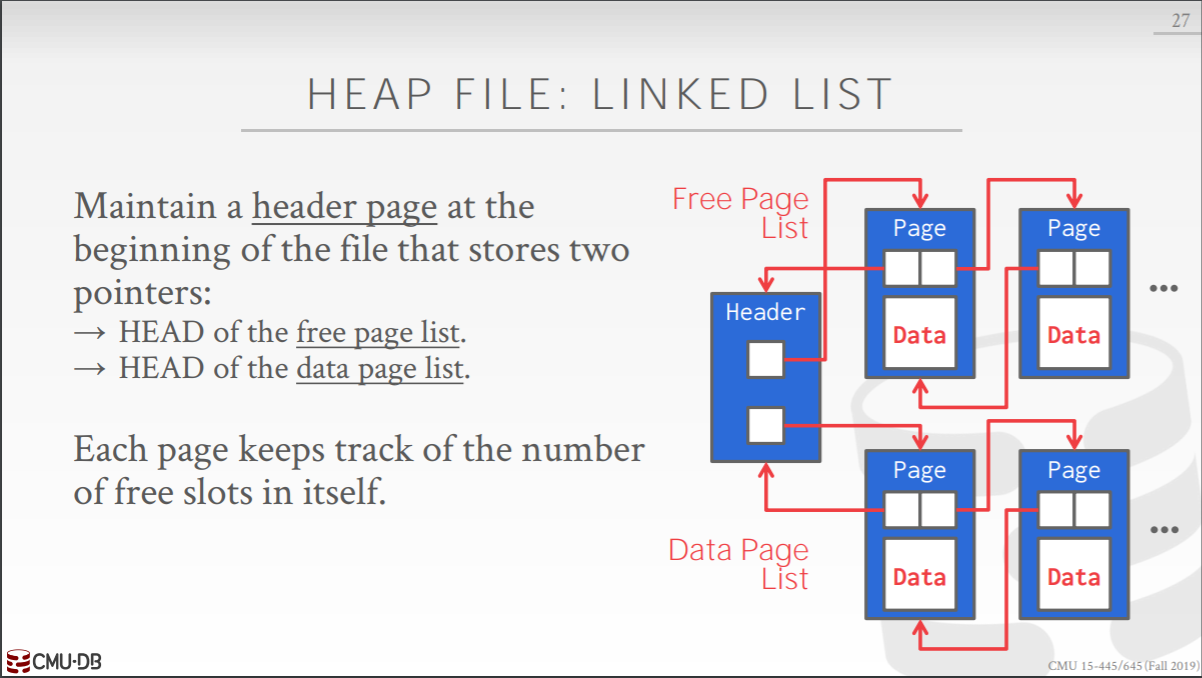 27
HEAP FILE: LINKED LIST
Maintain a header page at the
beginning of the file that stores two
pointers:
→ HEAD of the free page list.
→ HEAD of the data page list.
Each page keeps track of the number
of free slots in itself.
Free Page
List
Page
Page
Header
Data
Data
Page
Page
Data Page
List
Data
Data
•••
•••
CMU·DB
CMU 15-445/645 (Fall 2019)